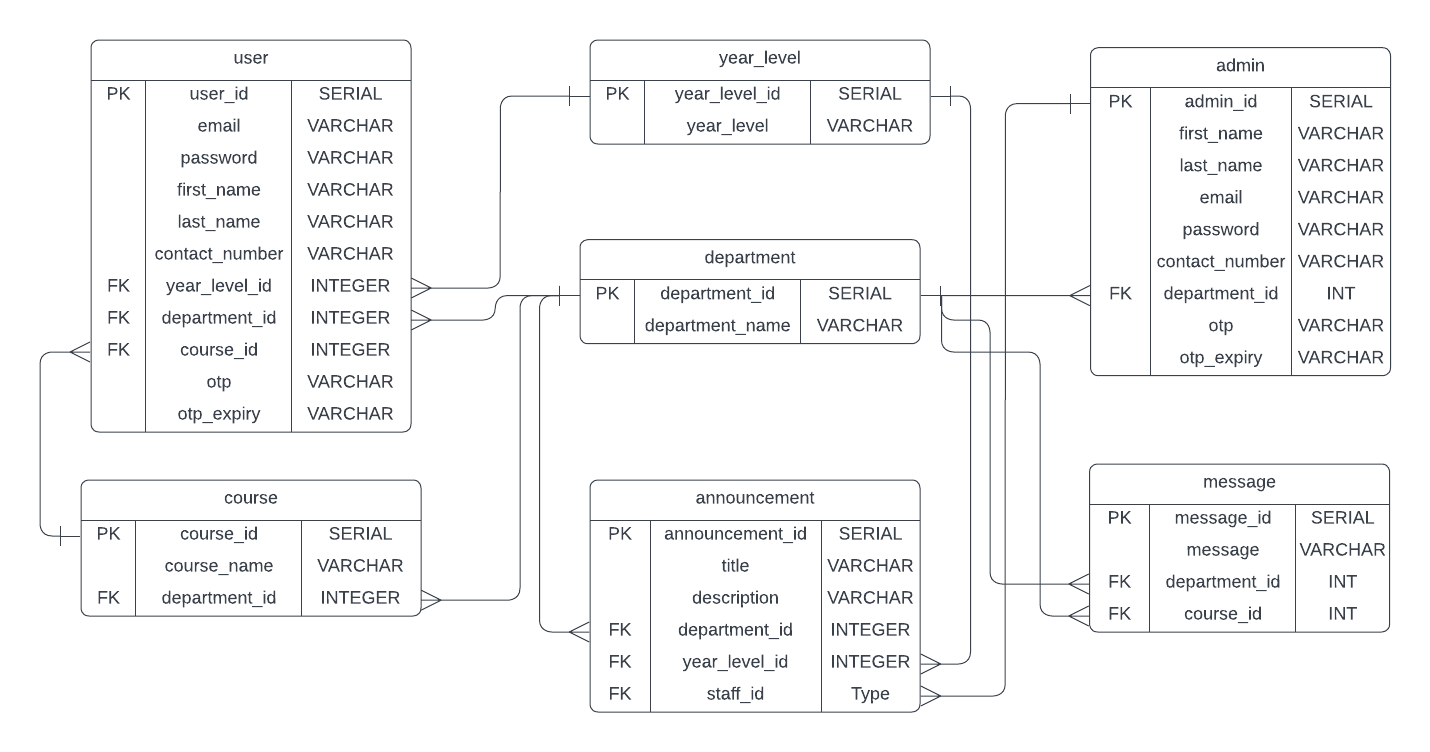 user
PK user_id SERIAL
email VARCHAR
password VARCHAR
first_name VARCHAR
last_name VARCHAR
contact_number VARCHAR
FK year_level_id INTEGER
FK department_id INTEGER
FK course_id INTEGER
otp VARCHAR
otp_expiry VARCHAR
year_level
PK year_level_id SERIAL
year_level VARCHAR
admin
PK admin_id SERIAL
first_name VARCHAR
last_name VARCHAR
email VARCHAR
password VARCHAR
contact_number VARCHAR
FK department_id INT
otp VARCHAR
otp_expiry VARCHAR
department
PK department_id SERIAL
department_name VARCHAR
course
PK course_id SERIAL
course_name VARCHAR
FK department_id INTEGER
announcement
PK announcement_id SERIAL
title VARCHAR
description VARCHAR
FK department_id INTEGER
FK year_level_id INTEGER
FK staff_id Type
message
PK message_id SERIAL
message VARCHAR
FK department_id INT
FK course_id INT